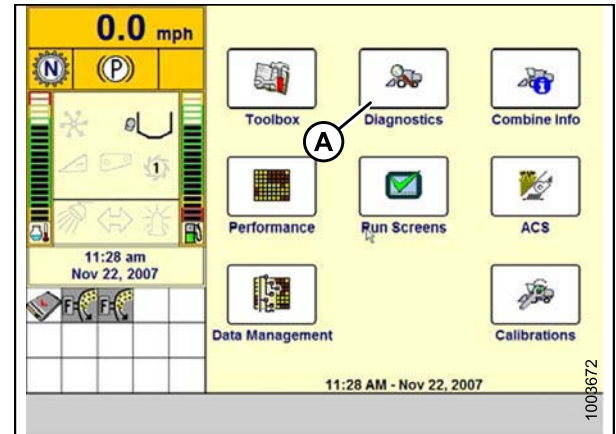 0.0 mph
N
(P)
1
11:28 am
Nov 22, 2007
F
F
Toolbox
Diagnostics
Combine Info
A
Performance
Run Screens
ACS
Data Management
Calibrations
11:28 AM - Nov 22, 2007
1003672